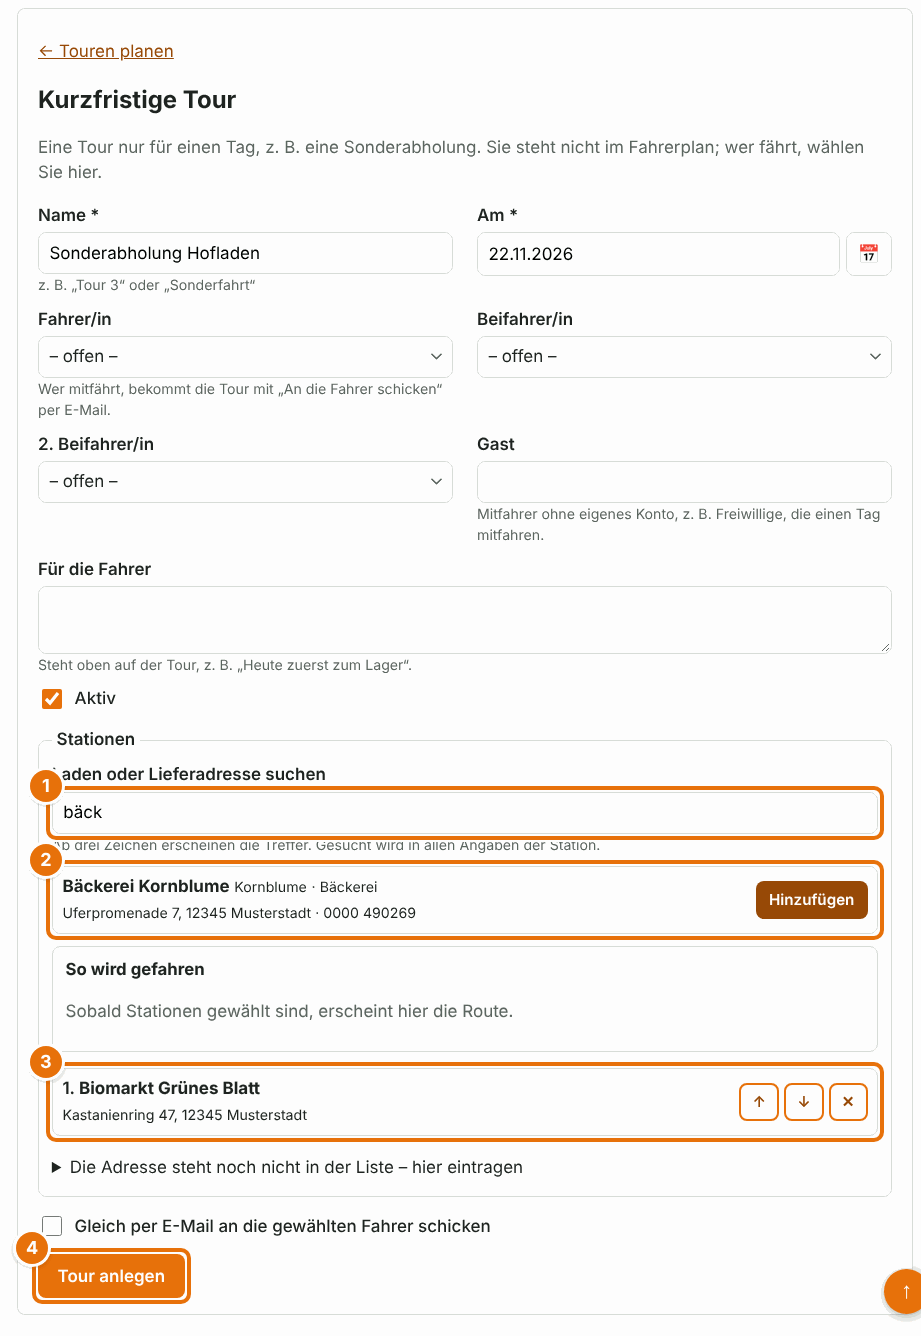 ← Touren planen
Kurzfristige Tour
Eine Tour nur für einen Tag, z. B. eine Sonderabholung. Sie steht nicht im Fahrerplan; wer fährt, wählen
Sie hier.
Name *
Sonderabholung Hofladen
z. B. „Tour 3“ oder „Sonderfahrt“
Am *
22.11.2026
Fahrer/in
– offen –
Wer mitfährt, bekommt die Tour mit „An die Fahrer schicken“
per E-Mail.
Beifahrer/in
– offen –
2. Beifahrer/in
– offen –
Gast
Mitfahrer ohne eigenes Konto, z. B. Freiwillige, die einen Tag
mitfahren.
Für die Fahrer
Steht oben auf der Tour, z. B. „Heute zuerst zum Lager“.
Aktiv
Stationen
Laden oder Lieferadresse suchen
1
bäck
Ab drei Zeichen erscheinen die Treffer. Gesucht wird in allen Angaben der Station.
2
Bäckerei Kornblume Kornblume · Bäckerei
Uferpromenade 7, 12345 Musterstadt · 0000 490269
Hinzufügen
So wird gefahren
Sobald Stationen gewählt sind, erscheint hier die Route.
3
1. Biomarkt Grünes Blatt
Kastanienring 47, 12345 Musterstadt
↑ ↓ ×
▶ Die Adresse steht noch nicht in der Liste – hier eintragen
Gleich per E-Mail an die gewählten Fahrer schicken
4
Tour anlegen
↑